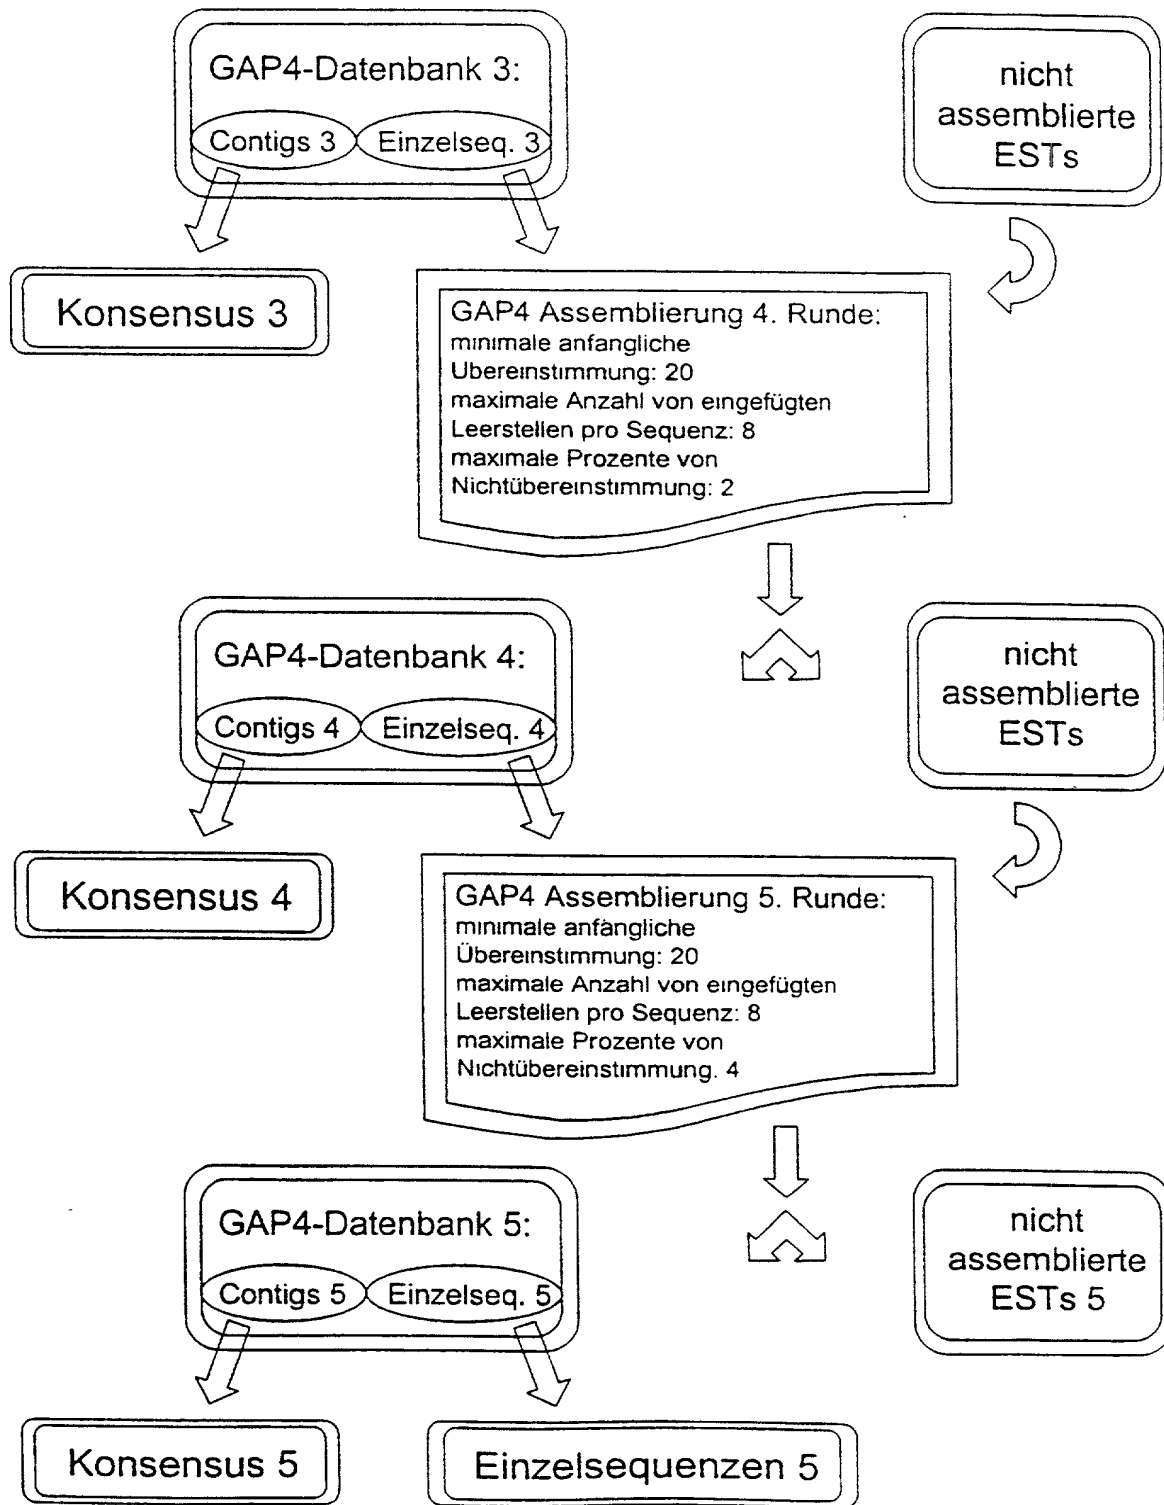 GAP4-Datenbank 3:
Contigs 3
Einzelseq. 3
nicht
assemblierte
ESTs
Konsensus 3
GAP4 Assemblierung 4. Runde:
minimale anfangliche
Ubereinstimmung: 20
maximale Anzahl von eingefügten
Leerstellen pro Sequenz: 8
maximale Prozente von
Nichtübereinstimmung: 2
GAP4-Datenbank 4:
Contigs 4
Einzelseq. 4
nicht
assemblierte
ESTs
Konsensus 4
GAP4 Assemblierung 5. Runde:
minimale anfängliche
Übereinstimmung: 20
maximale Anzahl von eingefügten
Leerstellen pro Sequenz: 8
maximale Prozente von
Nichtübereinstimmung. 4
GAP4-Datenbank 5:
Contigs 5
Einzelseq. 5
nicht
assemblierte
ESTs 5
Konsensus 5
Einzelsequenzen 5